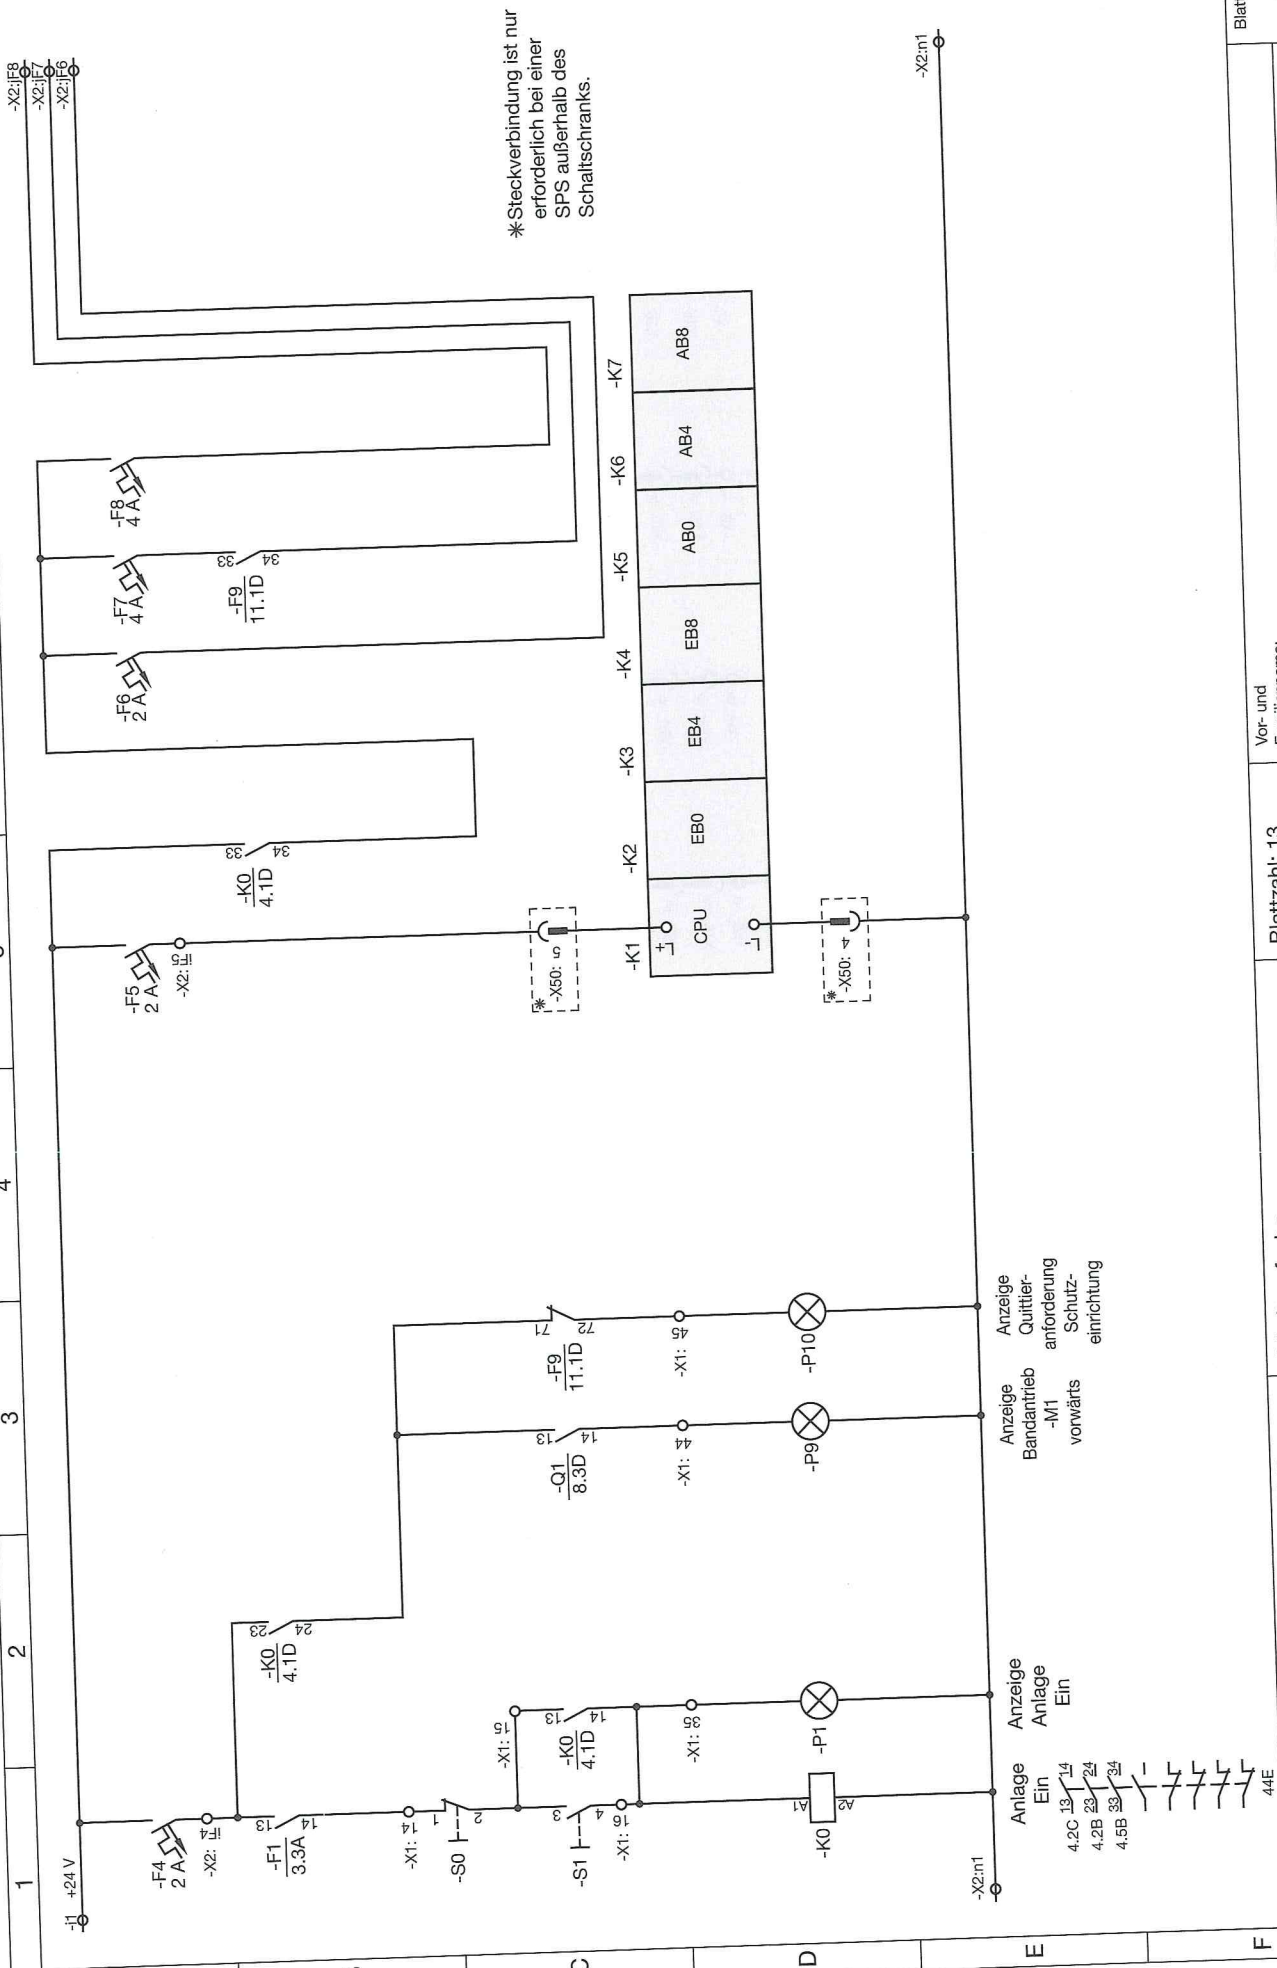 1
2
3
4
-i1 +24 V
-F4
2 A
-X2: iF4
13
14
-F1
3.3A
-X1: 14
1
2
-S0
3
4
-S1
-X1: 16
-X1: 15
13
14
-K0
4.1D
-X1: 35
A1
A2
-K0
-P1
-X2:n1
23
24
-K0
4.1D
13
14
-Q1
8.3D
-X1: 44
-P9
71
72
-F9
11.1D
-X1: 45
-P10
-F5
2 A
-X2: iF5
*
-X50: 5
-K1
L+
CPU
L-
*
-X50: 4
33
34
-K0
4.1D
-F6
2 A
-F7
4 A
33
34
-F9
11.1D
-F8
4 A
-K2
-K3
-K4
-K5
-K6
-K7
EB0
EB4
EB8
AB0
AB4
AB8
-X2:jF8
-X2:jF7
-X2:jF6
*Steckverbindung ist nur
erforderlich bei einer
SPS außerhalb des
Schaltschranks.
-X2:n1
Anlage
Ein
Anzeige
Anlage
Ein
Anzeige
Bandantrieb
-M1
vorwärts
Anzeige
Quittier-
anforderung
Schutz-
einrichtung
4.2C 13 14
4.2B 23 24
4.5B 33 34
44E
D
E
F
Blattzahl: 13
Vor- und
Blat